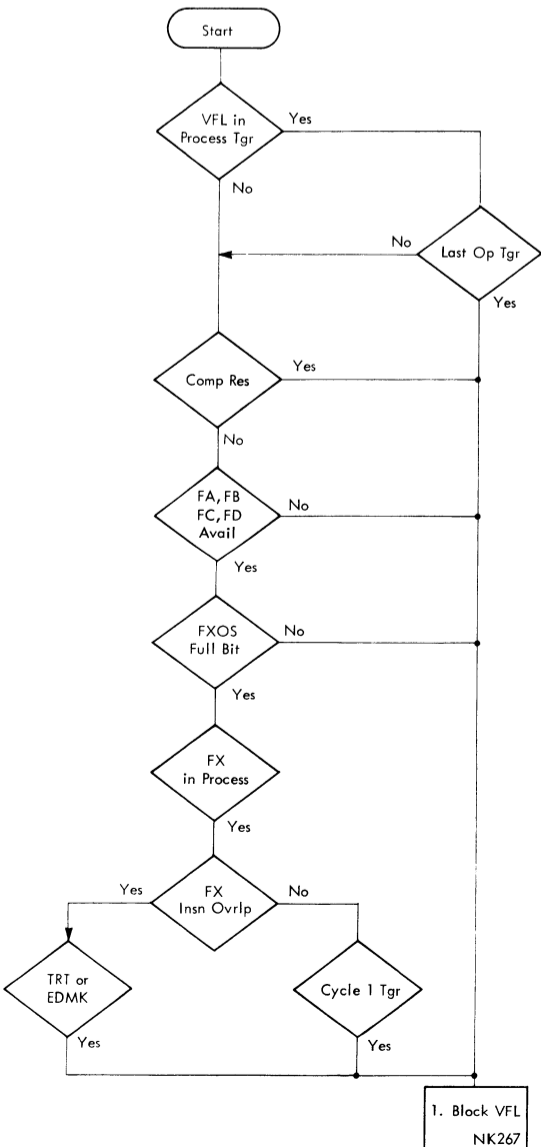 Start
VFL in
Process Tgr
Yes
No
No
Last Op Tgr
Yes
Comp Res
Yes
No
FA, FB
FC, FD
Avail
No
Yes
FXOS
Full Bit
No
Yes
FX
in Process
Yes
Yes
FX
Insn Ovrlp
No
TRT or
EDMK
Yes
Cycle 1 Tgr
Yes
1. Block VFL
NK267